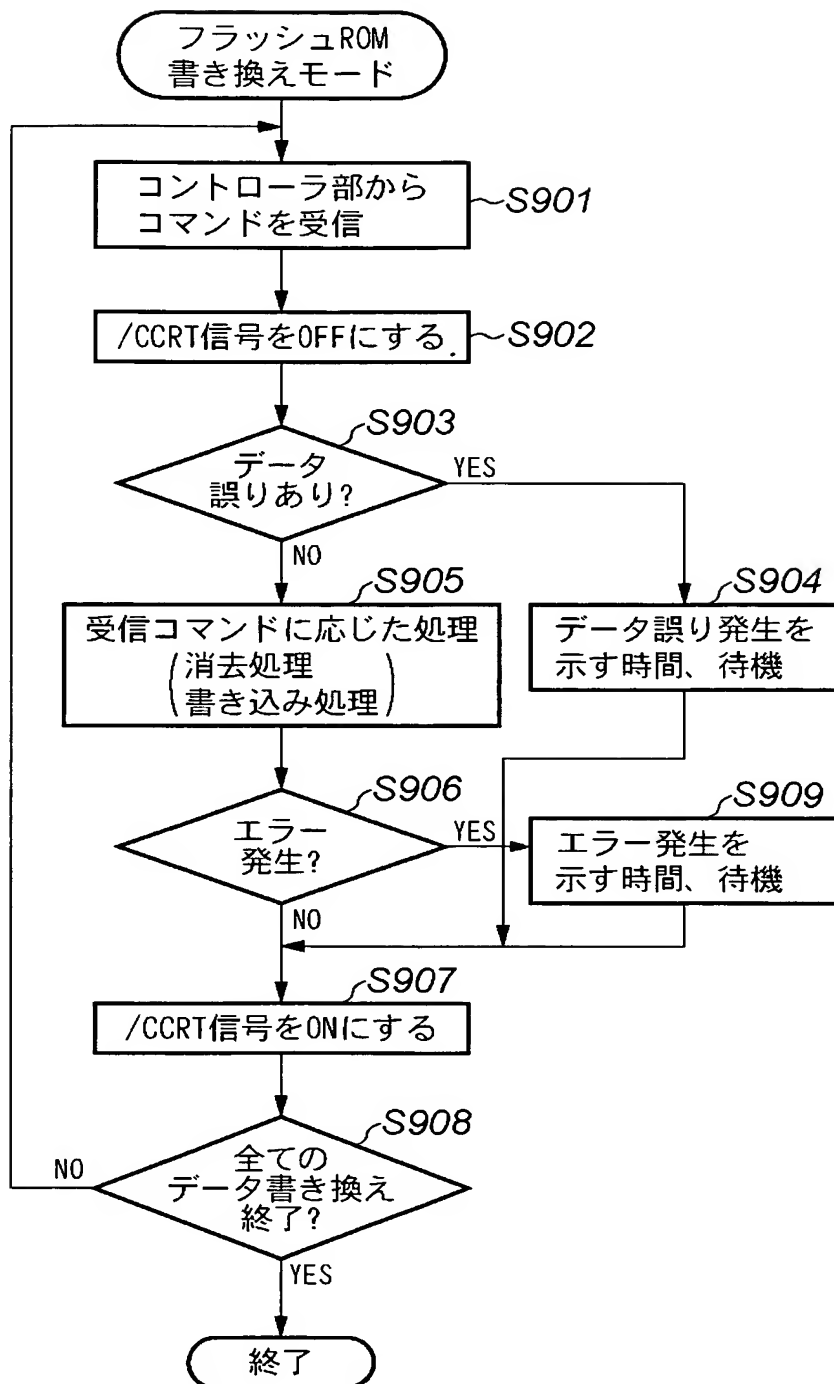 フラッシュROM
書き換えモード
コントローラ部から
コマンドを受信
S901
/CCRT信号をOFFにする
S902
S903
データ
誤りあり?
YES
NO
S905
受信コマンドに応じた処理
(消去処理
書き込み処理)
S904
データ誤り発生を
示す時間、待機
S906
エラー
発生?
YES
NO
S909
エラー発生を
示す時間、待機
S907
/CCRT信号をONにする
S908
全ての
データ書き換え
終了?
NO
YES
終了